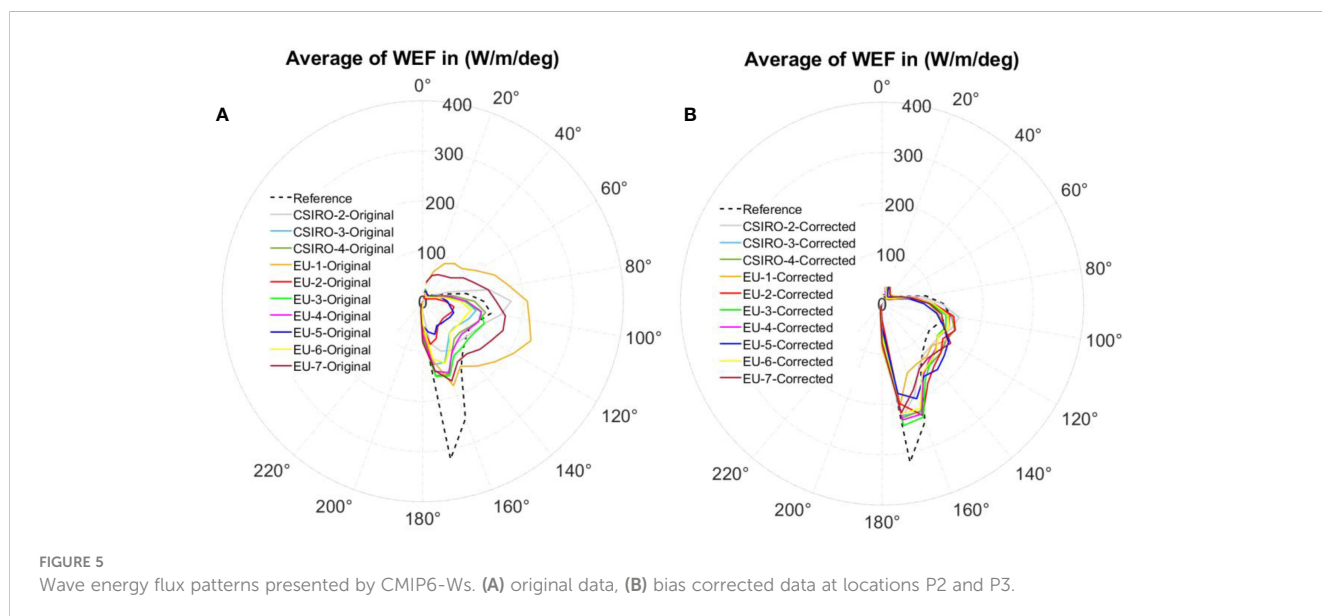 Average of WEF in (W/m/deg)
A
0°
20°
40°
60°
80°
100°
120°
140°
160°
180°
200°
220°
400
300
200
100
0
Reference
CSIRO-2-Original
CSIRO-3-Original
CSIRO-4-Original
EU-1-Original
EU-2-Original
EU-3-Original
EU-4-Original
EU-5-Original
EU-6-Original
EU-7-Original
Average of WEF in (W/m/deg)
B
0°
20°
40°
60°
80°
100°
120°
140°
160°
180°
200°
220°
400
300
200
100
0
Reference
CSIRO-2-Corrected
CSIRO-3-Corrected
CSIRO-4-Corrected
EU-1-Corrected
EU-2-Corrected
EU-3-Corrected
EU-4-Corrected
EU-5-Corrected
EU-6-Corrected
EU-7-Corrected
FIGURE 5
Wave energy flux patterns presented by CMIP6-Ws. (A) original data, (B) bias corrected data at locations P2 and P3.